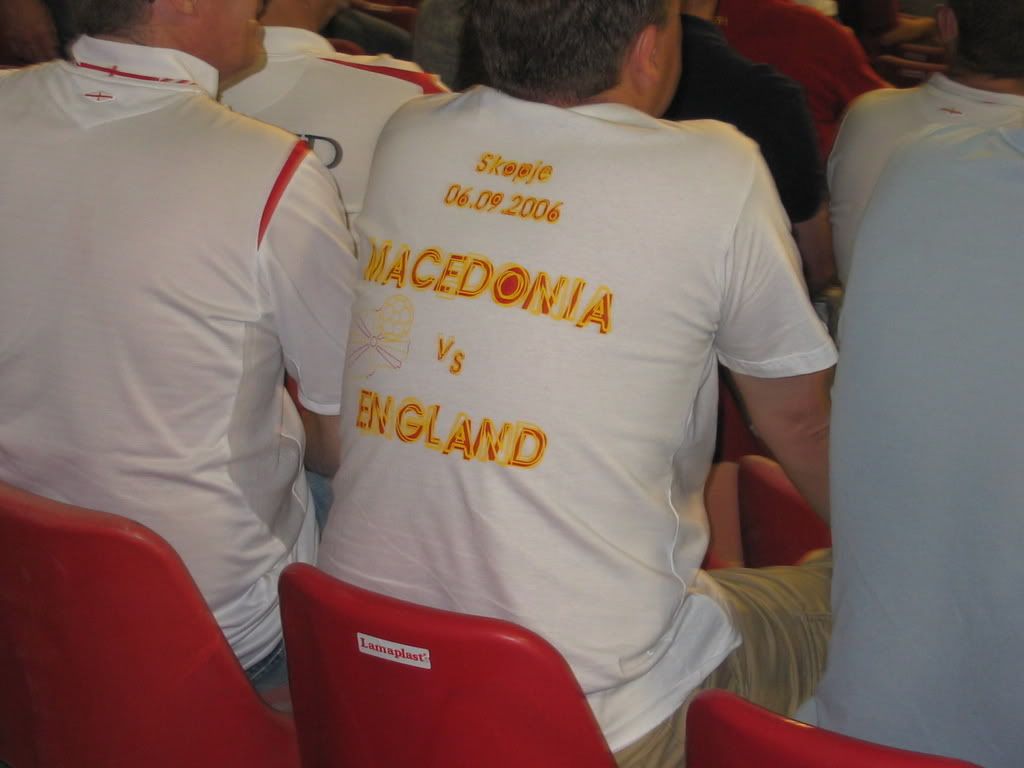 Skopje
06.09.2006
MACEDONIA
vs
ENGLAND
Lamaplast